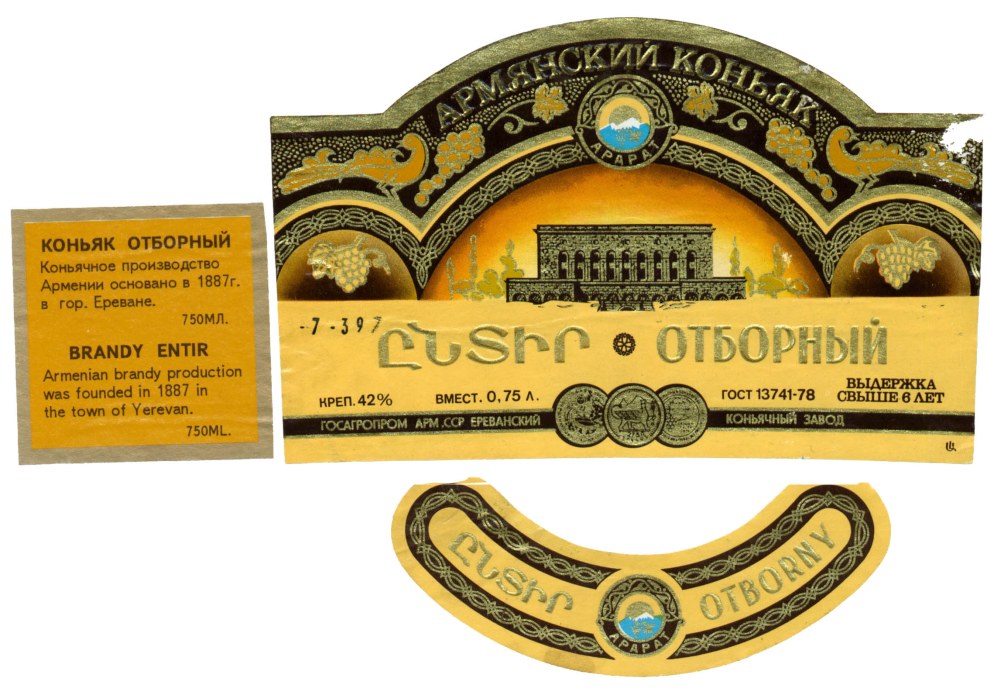 КОНЬЯК ОТБОРНЫЙ
Коньячное производство
Армении основано в 1887г.
в гор. Ереване.
750МЛ.
BRANDY ENTIR
Armenian brandy production
was founded in 1887 in
the town of Yerevan.
750ML.
АРМЯНСКИЙ КОНЬЯК
АРАРАТ
-7-397
ԸՆՏԻՐ • ОТБОРНЫЙ
КРЕП. 42% ВМЕСТ. 0,75 Л. ГОСТ 13741-78 ВЫДЕРЖКА СВЫШЕ 6 ЛЕТ
ГОСАГРОПРОМ АРМ.ССР ЕРЕВАНСКИЙ КОНЬЯЧНЫЙ ЗАВОД
ԸՆՏԻՐ OTBORNY
АРАРАТ